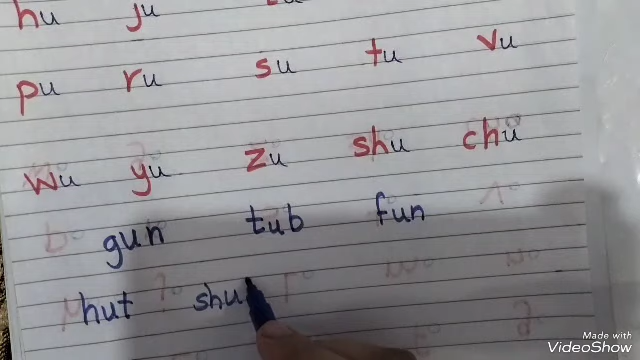 hu ju
pu ru su tu vu
wu yu zu shu chu
gun tub fun
hut shu
Made with
VideoShow